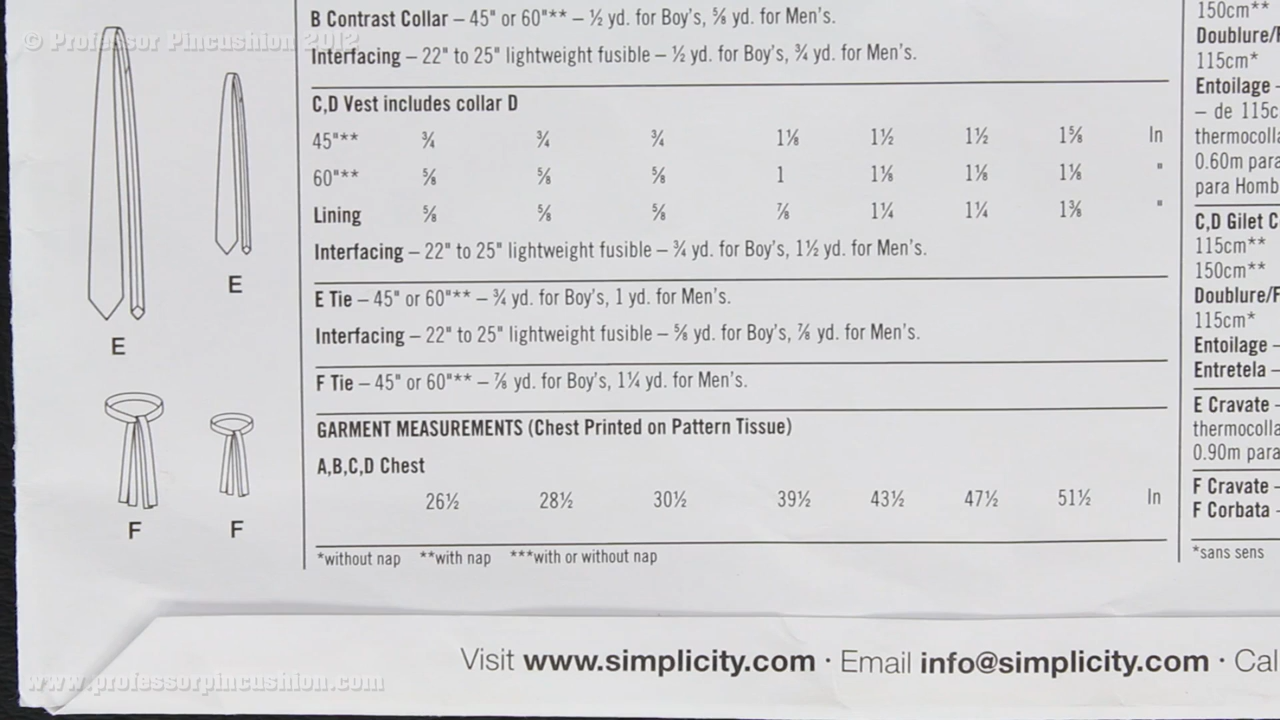 © Professor Pincushion 2012
B Contrast Collar – 45" or 60"** – ½ yd. for Boy's, ⅝ yd. for Men's.
Interfacing – 22" to 25" lightweight fusible – ½ yd. for Boy's, ¾ yd. for Men's.
C,D Vest includes collar D
45"** ¾ ¾ ¾ 1⅛ 1½ 1½ 1⅝ In
60"** ⅝ ⅝ ⅝ 1 1⅛ 1⅛ 1⅛ "
Lining ⅝ ⅝ ⅝ ⅞ 1¼ 1¼ 1⅜ "
Interfacing – 22" to 25" lightweight fusible – ¾ yd. for Boy's, 1½ yd. for Men's.
E Tie – 45" or 60"** – ¾ yd. for Boy's, 1 yd. for Men's.
Interfacing – 22" to 25" lightweight fusible – ⅝ yd. for Boy's, ⅞ yd. for Men's.
F Tie – 45" or 60"** – ⅞ yd. for Boy's, 1¼ yd. for Men's.
GARMENT MEASUREMENTS (Chest Printed on Pattern Tissue)
A,B,C,D Chest
26½ 28½ 30½ 39½ 43½ 47½ 51½ In
*without nap **with nap ***with or without nap
E
E
F
F
150cm**
Doublure/F
115cm*
Entoilage -
– de 115c
thermocolla
0.60m para
para Homb
C,D Gilet C
115cm**
150cm**
Doublure/F
115cm*
Entoilage -
Entretela –
E Cravate -
thermocolla
0.90m para
F Cravate -
F Corbata -
*sans sens
Visit www.simplicity.com · Email info@simplicity.com · Cal
www.professorpincushion.com